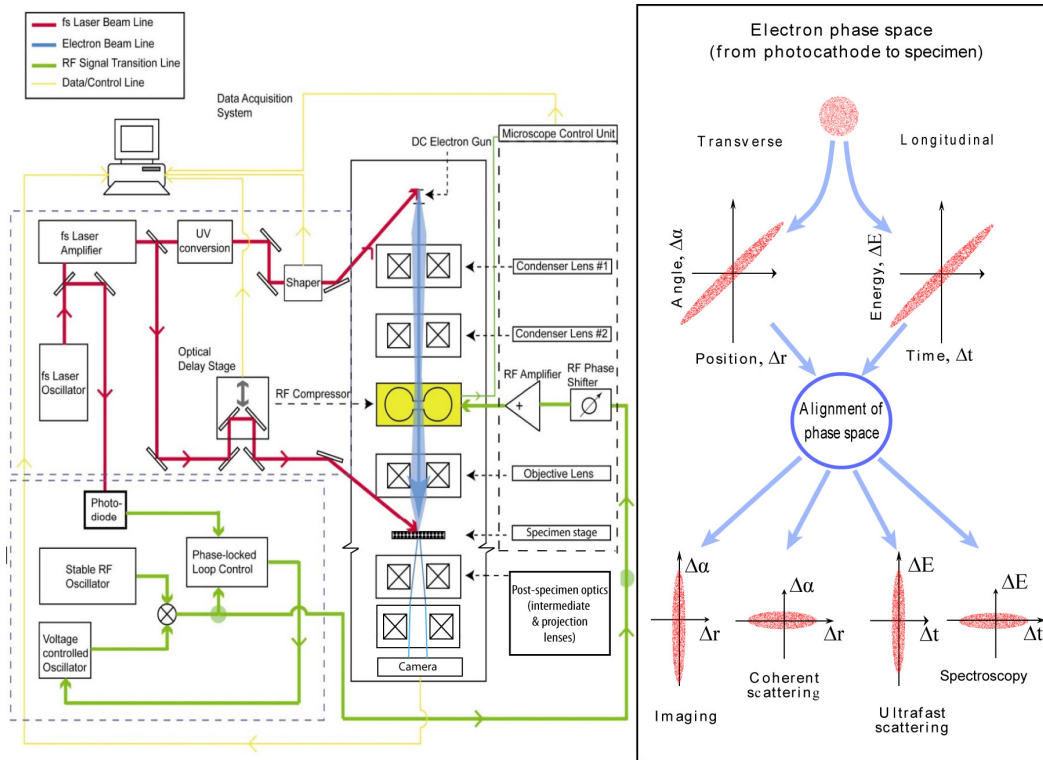 fs Laser Beam Line
Electron Beam Line
RF Signal Transition Line
Data/Control Line
Data Acquisition
System
Microscope Control Unit
DC Electron Gun
fs Laser
Amplifier
UV
conversion
Shaper
Condenser Lens #1
Condenser Lens #2
fs Laser
Oscillator
Optical
Delay Stage
RF Compressor
RF Amplifier
+
RF Phase
Shifter
Objective Lens
Specimen stage
Photo-
diode
Phase-locked
Loop Control
Stable RF
Oscillator
Voltage
controlled
Oscillator
Post-specimen optics
(intermediate
& projection
lenses)
Camera
Electron phase space
(from photocathode to specimen)
Transverse
Longitudinal
Angle, Δα
Position, Δr
Energy, ΔE
Time, Δt
Alignment of
phase space
Δα
Δr
Imaging
Δα
Δr
Coherent
scattering
ΔE
Δt
Ultrafast
scattering
ΔE
Δt
Spectroscopy